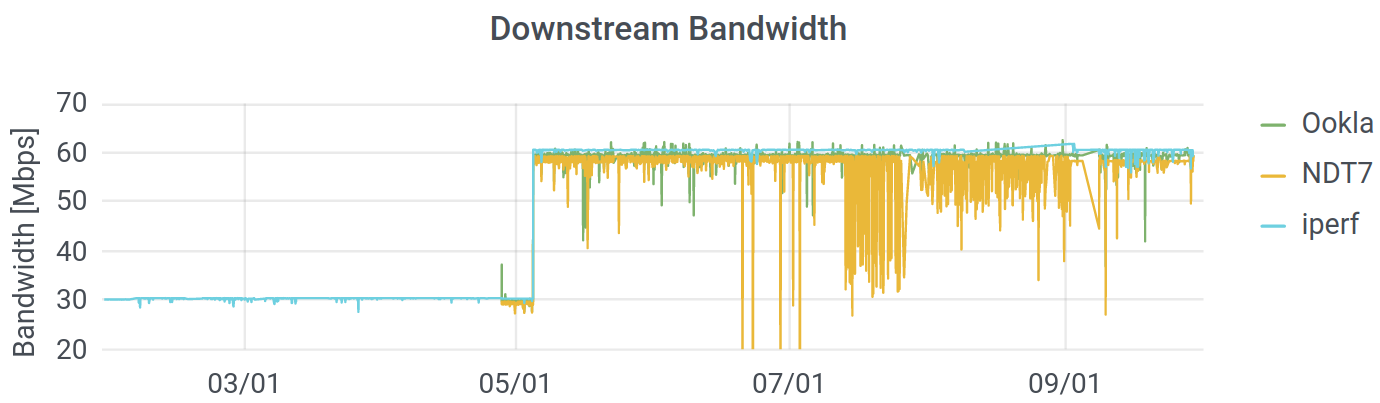 Downstream Bandwidth
Bandwidth [Mbps]
70
60
50
40
30
20
03/01
05/01
07/01
09/01
Ookla
NDT7
iperf